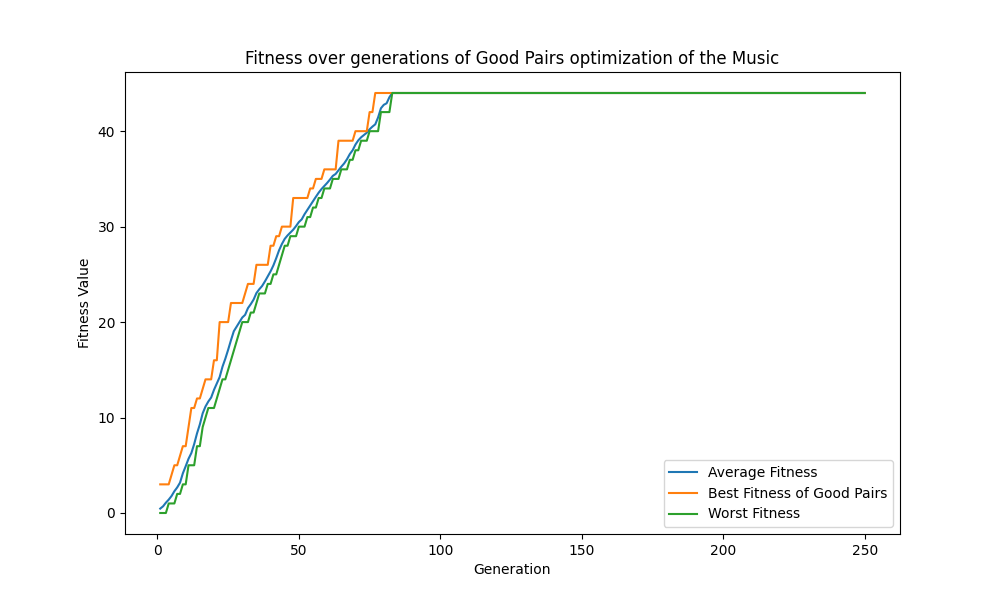 Fitness over generations of Good Pairs optimization of the Music
Fitness Value
40
30
20
10
0
0 50 100 150 200 250
Generation
Average Fitness
Best Fitness of Good Pairs
Worst Fitness